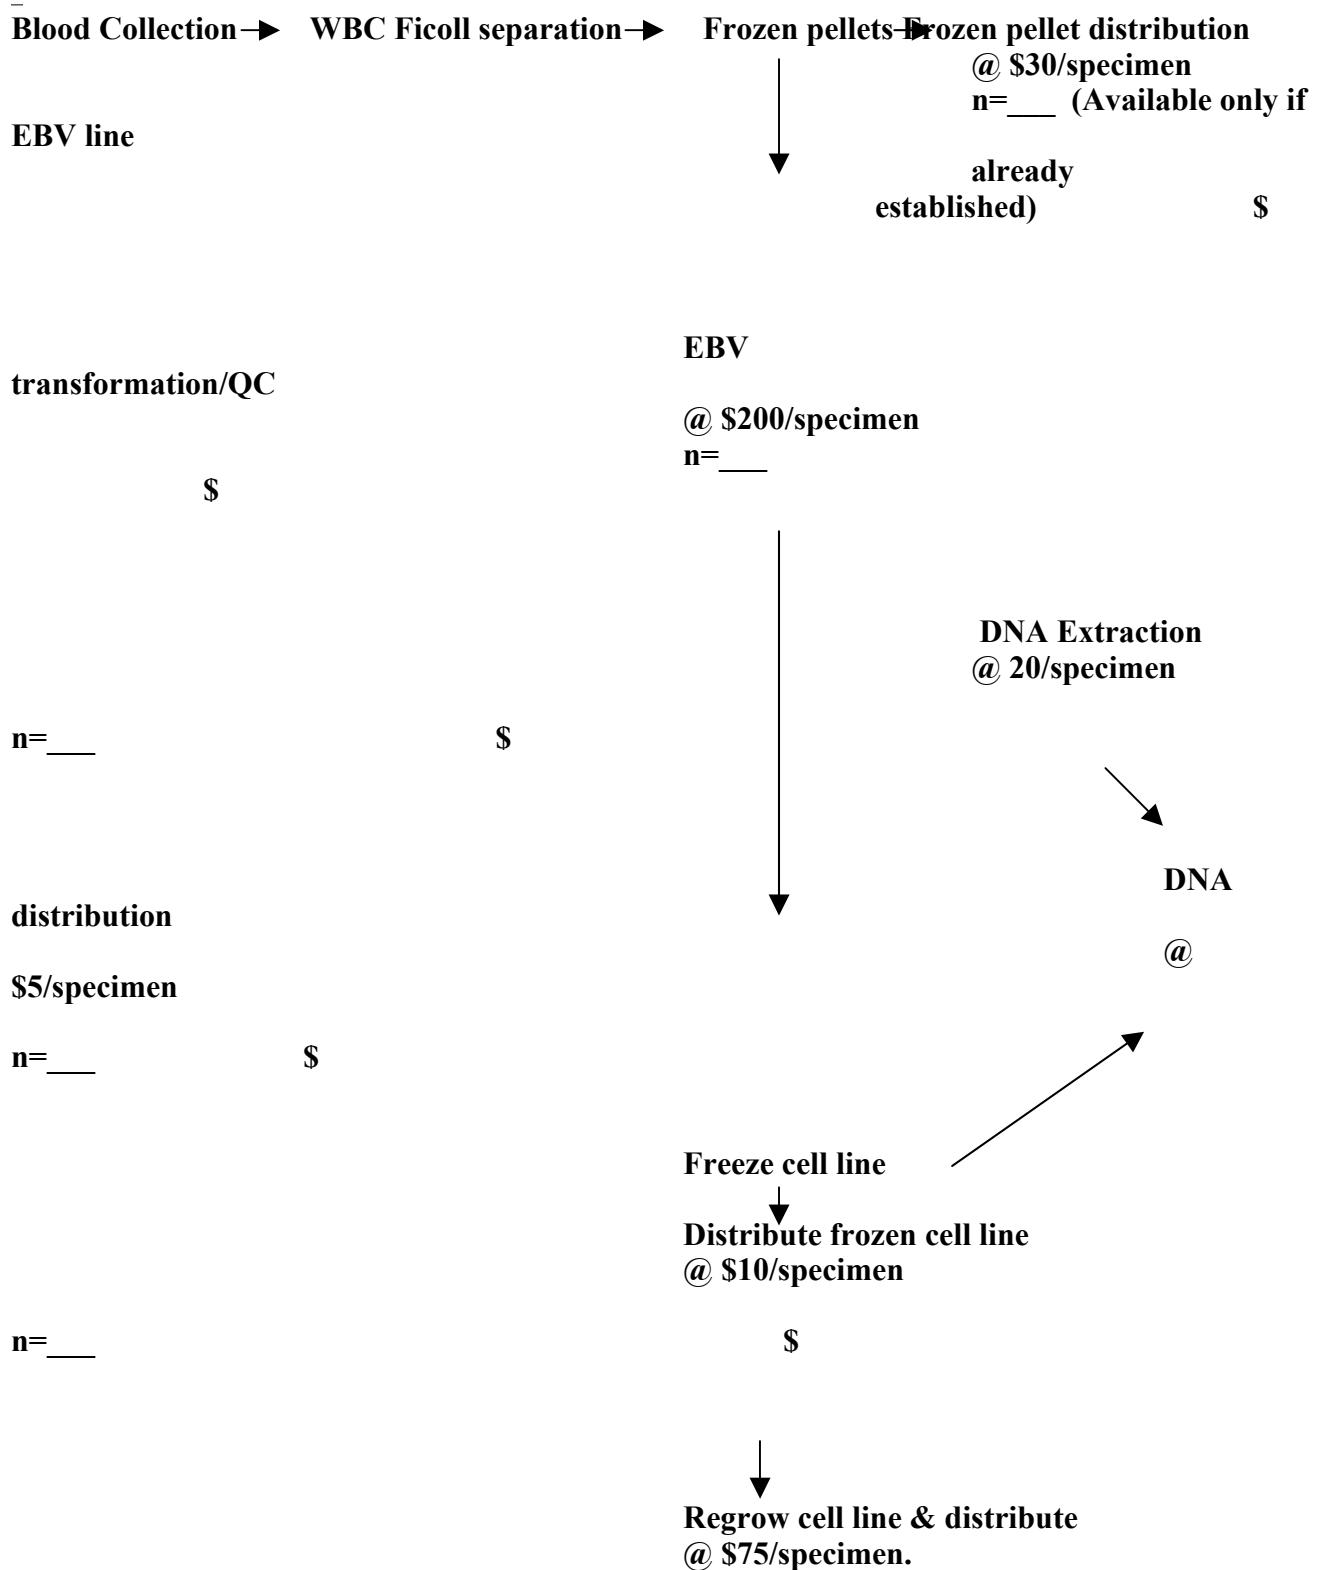 Blood Collection WBC Ficoll separation Frozen pellets Frozen pellet distribution
@ $30/specimen
n=___ (Available only if
EBV line
already
established) $
EBV
transformation/QC
@ $200/specimen
n=___
$
DNA Extraction
@ 20/specimen
n=___ $
DNA
distribution
@
$5/specimen
n=___ $
Freeze cell line
Distribute frozen cell line
@ $10/specimen
n=___ $
Regrow cell line & distribute
@ $75/specimen.